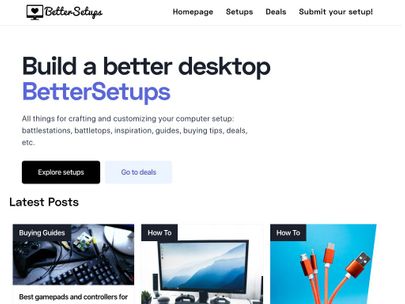 BetterSetups
Homepage Setups Deals Submit your setup!
Build a better desktop
BetterSetups
All things for crafting and customizing your computer setup:
battlestations, battletops, inspiration, guides, buying tips, deals,
etc.
Explore setups Go to deals
Latest Posts
Buying Guides How To How To
Best gamepads and controllers for